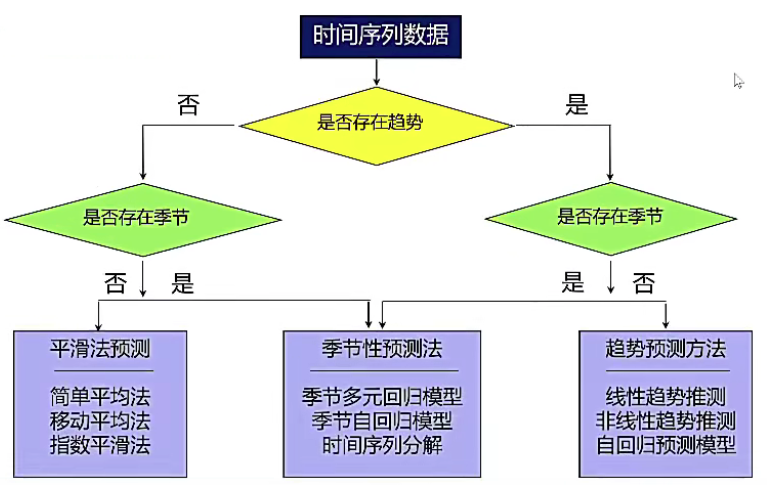 时间序列数据
否
是否存在趋势
是
是否存在季节
是否存在季节
否
是
是
否
平滑法预测
简单平均法
移动平均法
指数平滑法
季节性预测法
季节多元回归模型
季节自回归模型
时间序列分解
趋势预测方法
线性趋势推测
非线性趋势推测
自回归预测模型